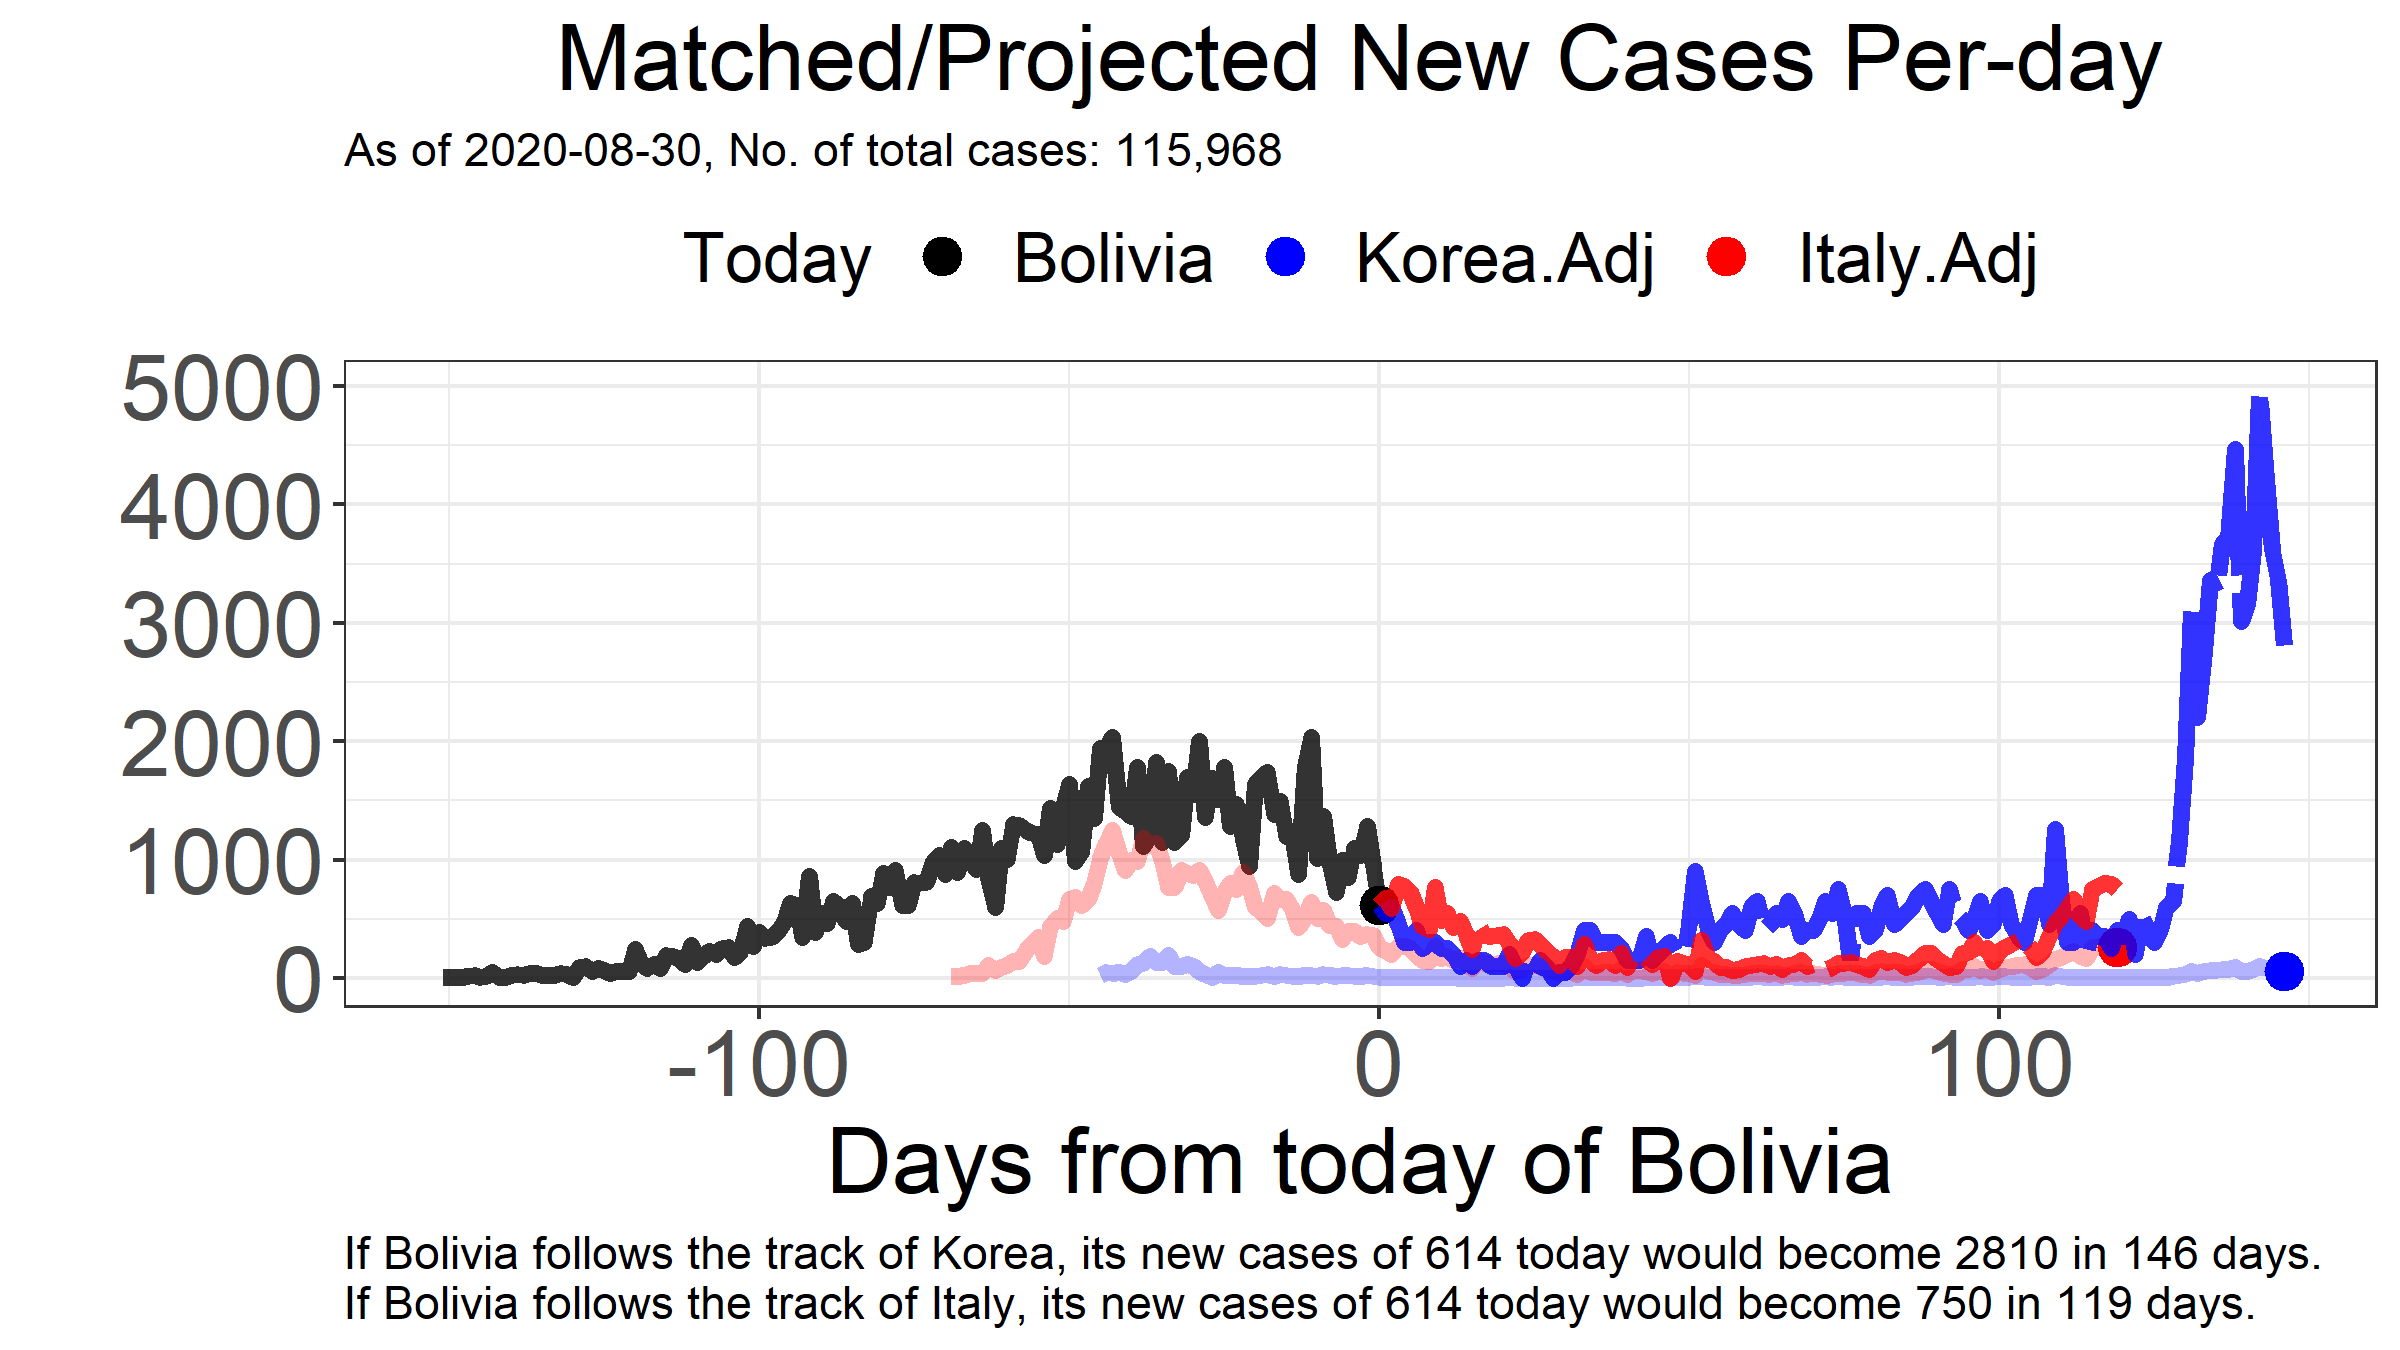 Matched/Projected New Cases Per-day
As of 2020-08-30, No. of total cases: 115,968
Today Bolivia Korea.Adj Italy.Adj
5000
4000
3000
2000
1000
0
-100 0 100
Days from today of Bolivia
If Bolivia follows the track of Korea, its new cases of 614 today would become 2810 in 146 days.
If Bolivia follows the track of Italy, its new cases of 614 today would become 750 in 119 days.